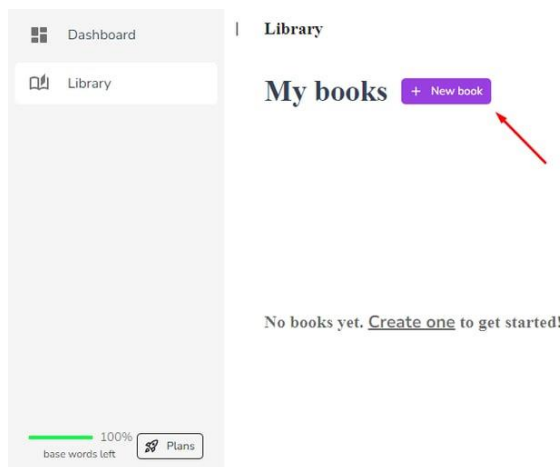 Dashboard
Library
| Library
My books
+ New book
No books yet. Create one to get started!
100%
base words left
Plans